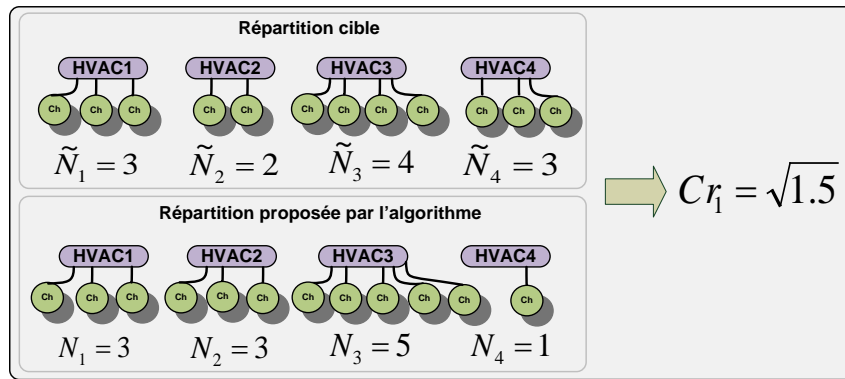 Répartition cible
HVAC1 HVAC2 HVAC3 HVAC4
Ch Ch Ch Ch Ch Ch Ch Ch Ch Ch Ch Ch
Ñ₁ = 3 Ñ₂ = 2 Ñ₃ = 4 Ñ₄ = 3
Cr₁ = √1.5
Répartition proposée par l'algorithme
HVAC1 HVAC2 HVAC3 HVAC4
Ch Ch Ch Ch Ch Ch Ch Ch Ch Ch Ch Ch
N₁ = 3 N₂ = 3 N₃ = 5 N₄ = 1